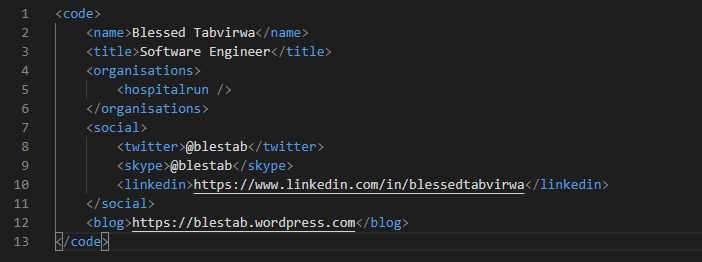 1 <code>
2     <name>Blessed Tabvirwa</name>
3     <title>Software Engineer</title>
4     <organisations>
5         <hospitalrun />
6     </organisations>
7     <social>
8         <twitter>@blestab</twitter>
9         <skype>@blestab</skype>
10         <linkedin>https://www.linkedin.com/in/blessedtabvirwa</linkedin>
11     </social>
12     <blog>https://blestab.wordpress.com</blog>
13 </code>